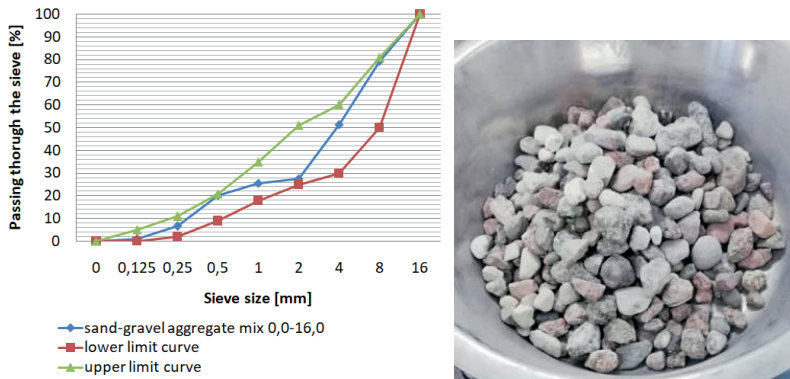 Passing thorugh the sieve [%]
100
90
80
70
60
50
40
30
20
10
0
0 0,125 0,25 0,5 1 2 4 8 16
Sieve size [mm]
sand-gravel aggregate mix 0,0-16,0
lower limit curve
upper limit curve